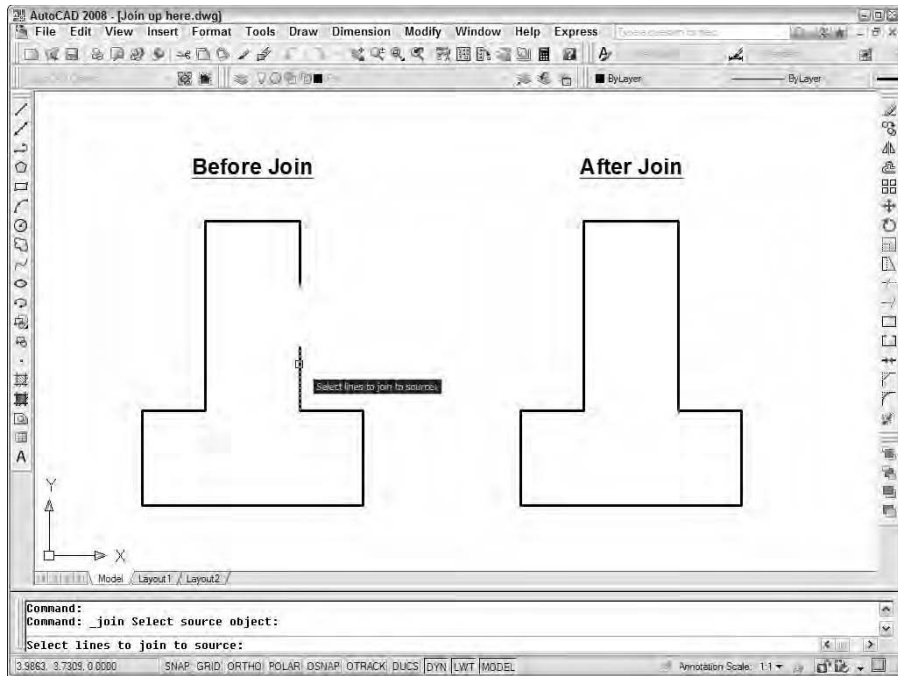 AutoCAD 2008 - [Join up here.dwg]
File Edit View Insert Format Tools Draw Dimension Modify Window Help Express
ByLayer ByLayer
Before Join After Join
Select lines to join to source:
Y
X
A
Model Layout1 Layout2
Command:
Command: _join Select source object:
Select lines to join to source:
3.9863, 3.7309, 0.0000 SNAP GRID ORTHO POLAR OSNAP OTRACK DUCS DYN LWT MODEL Annotation Scale: 1:1